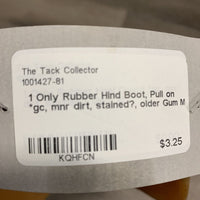 The Tack Collector
1001427-81
1 Only Rubber Hind Boot, Pull on
*gc, mnr dirt, stained?, older Gum M
KQHFCN
$3.25